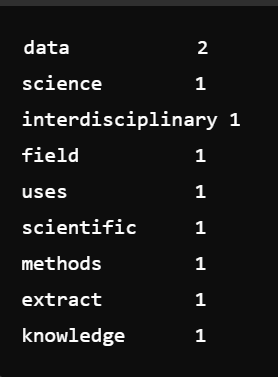 data 2
science 1
interdisciplinary 1
field 1
uses 1
scientific 1
methods 1
extract 1
knowledge 1